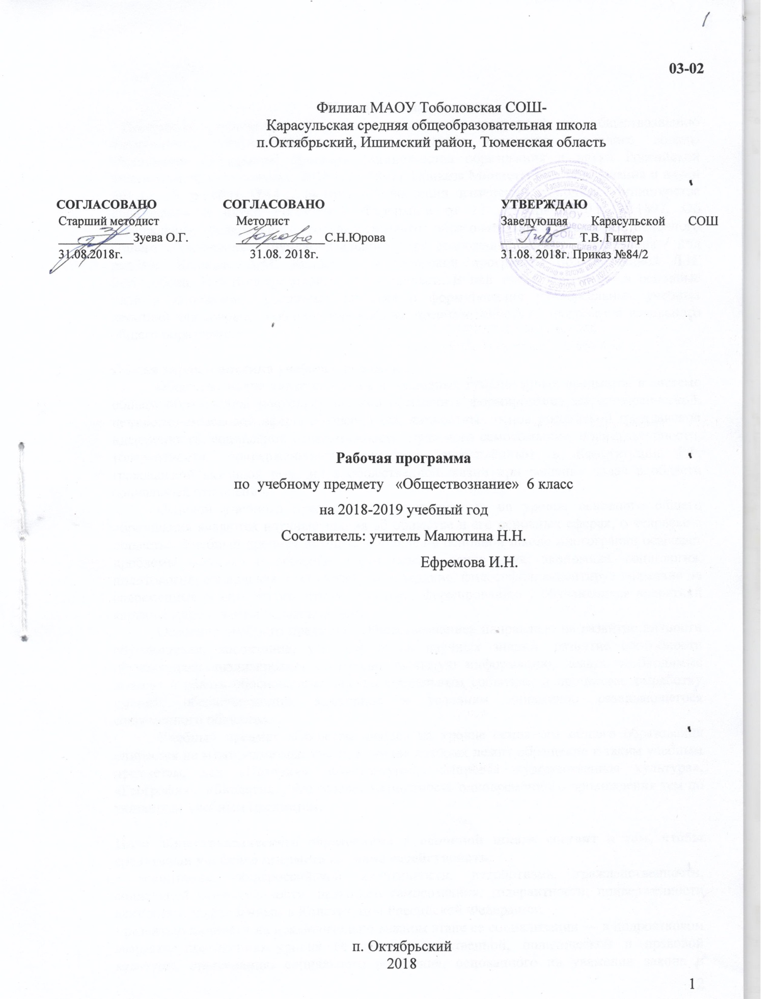 1
03-02
Филиал МАОУ Тоболовская СОШ-
Карасульская средняя общеобразовательная школа
п.Октябрьский, Ишимский район, Тюменская область
СОГЛАСОВАНО СОГЛАСОВАНО УТВЕРЖДАЮ
Старший методист Методист Заведующая Карасульской СОШ
Зуева О.Г. С.Н.Юрова Т.В. Гинтер
31.08.2018г. 31.08. 2018г. 31.08. 2018г. Приказ №84/2
Рабочая программа
по учебному предмету «Обществознание» 6 класс
на 2018-2019 учебный год
Составитель: учитель Малютина Н.Н.
Ефремова И.Н.
п. Октябрьский
2018
1